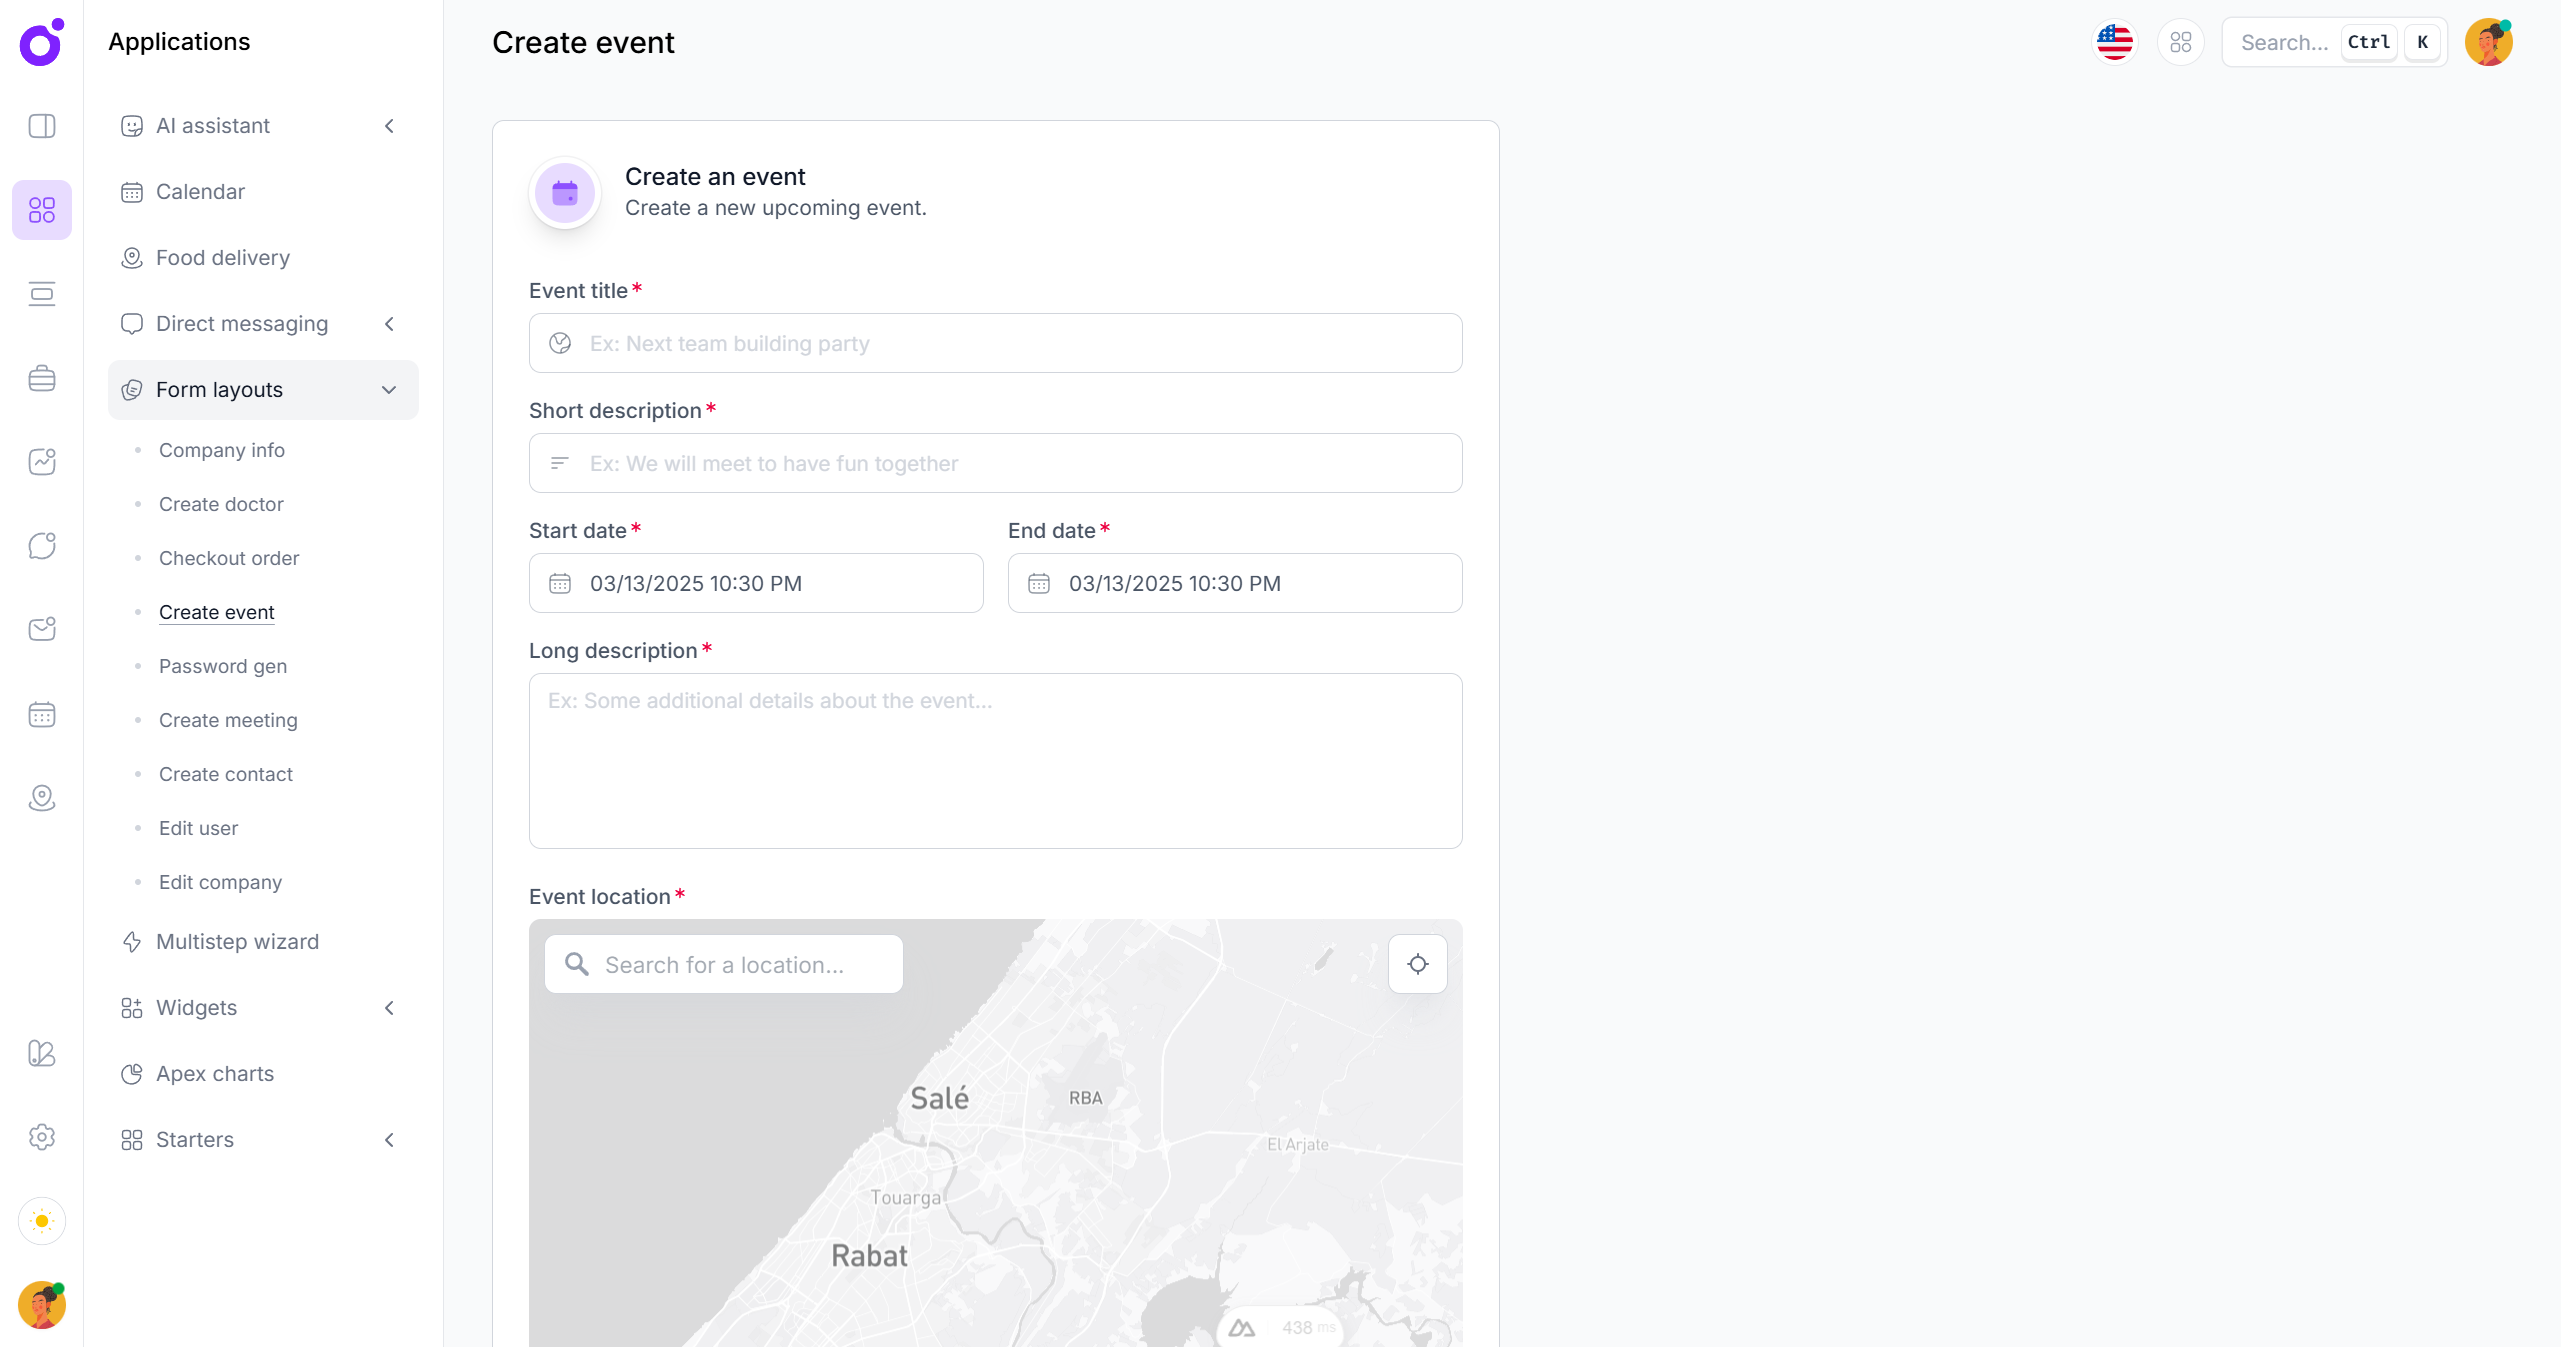 Applications
AI assistant
Calendar
Food delivery
Direct messaging
Form layouts
Company info
Create doctor
Checkout order
Create event
Password gen
Create meeting
Create contact
Edit user
Edit company
Multistep wizard
Widgets
Apex charts
Starters
Create event
Search... Ctrl K
Create an event
Create a new upcoming event.
Event title*
Ex: Next team building party
Short description*
Ex: We will meet to have fun together
Start date* End date*
03/13/2025 10:30 PM 03/13/2025 10:30 PM
Long description*
Ex: Some additional details about the event...
Event location*
Search for a location...
Salé RBA
El Arjate
Touarga
Rabat
438 ms